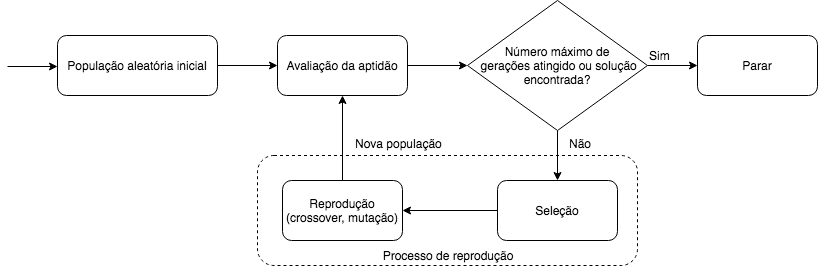 População aleatória inicial
Avaliação da aptidão
Número máximo de
gerações atingido ou solução
encontrada?
Sim
Parar
Nova população
Não
Reprodução
(crossover, mutação)
Seleção
Processo de reprodução